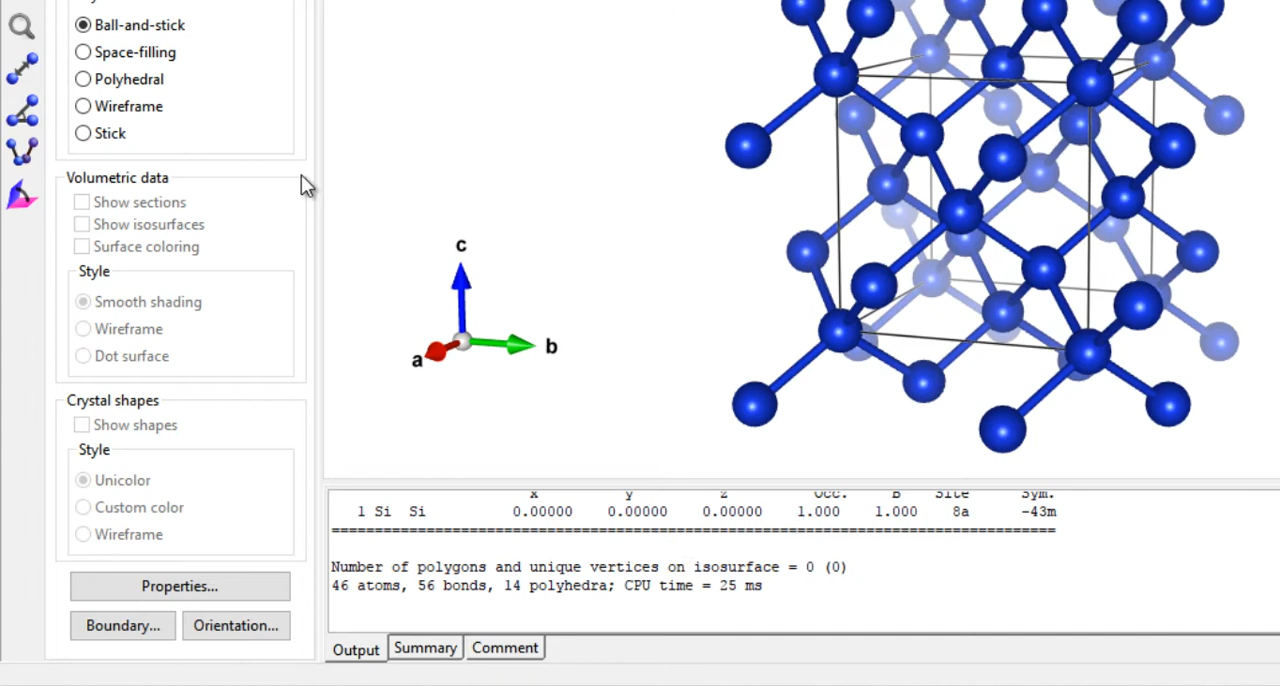 Ball-and-stick
Space-filling
Polyhedral
Wireframe
Stick
Volumetric data
Show sections
Show isosurfaces
Surface coloring
Style
Smooth shading
Wireframe
Dot surface
Crystal shapes
Show shapes
Style
Unicolor
Custom color
Wireframe
Properties...
Boundary... Orientation...
c
a b
x y z Occ. B Site Sym.
1 Si Si 0.00000 0.00000 0.00000 1.000 1.000 8a -43m
================================================================================
Number of polygons and unique vertices on isosurface = 0 (0)
46 atoms, 56 bonds, 14 polyhedra; CPU time = 25 ms
Output Summary Comment